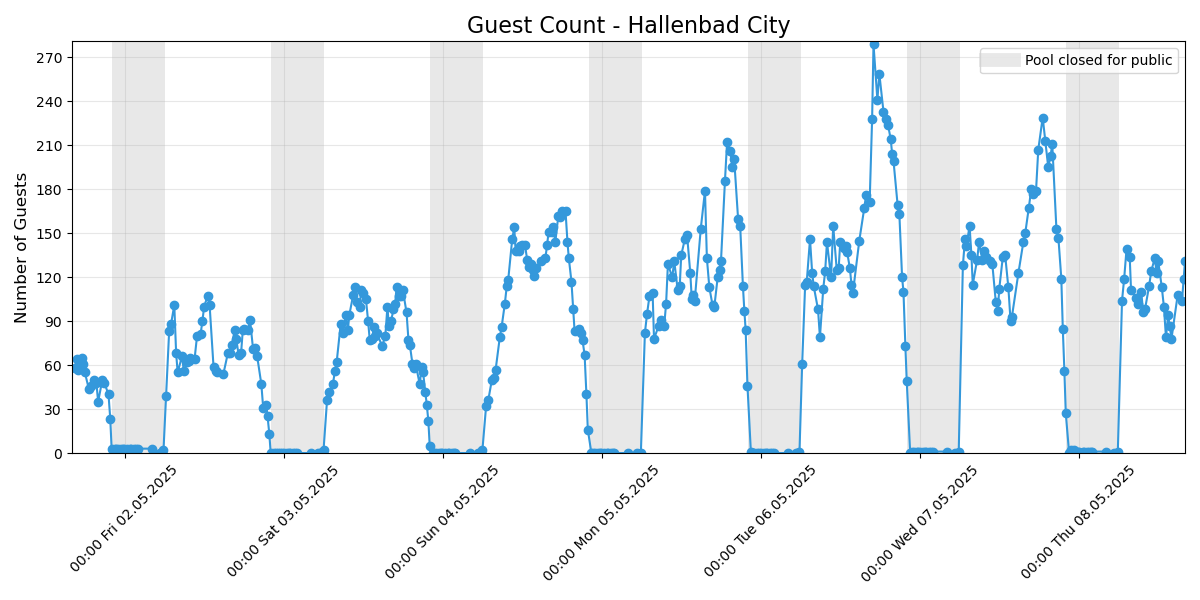 Guest Count - Hallenbad City
Pool closed for public
Number of Guests
270
240
210
180
150
120
90
60
30
0
00:00 Fri 02.05.2025
00:00 Sat 03.05.2025
00:00 Sun 04.05.2025
00:00 Mon 05.05.2025
00:00 Tue 06.05.2025
00:00 Wed 07.05.2025
00:00 Thu 08.05.2025